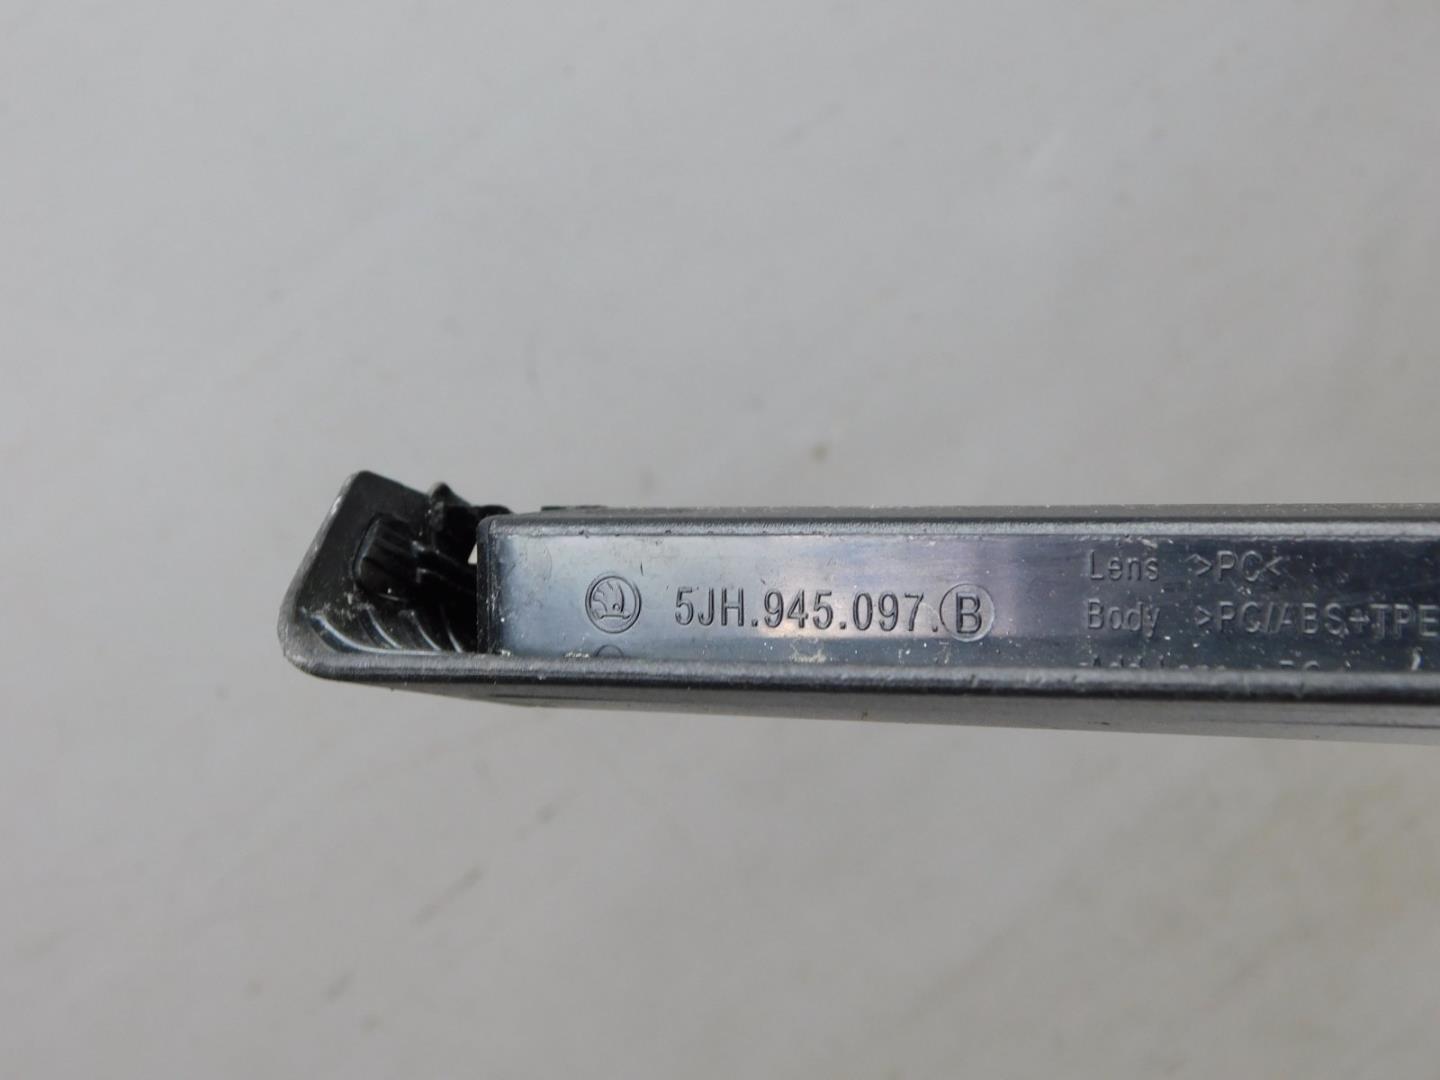 5JH.945.097.B
Lens >PC<
Body >PC/ABS+TPE